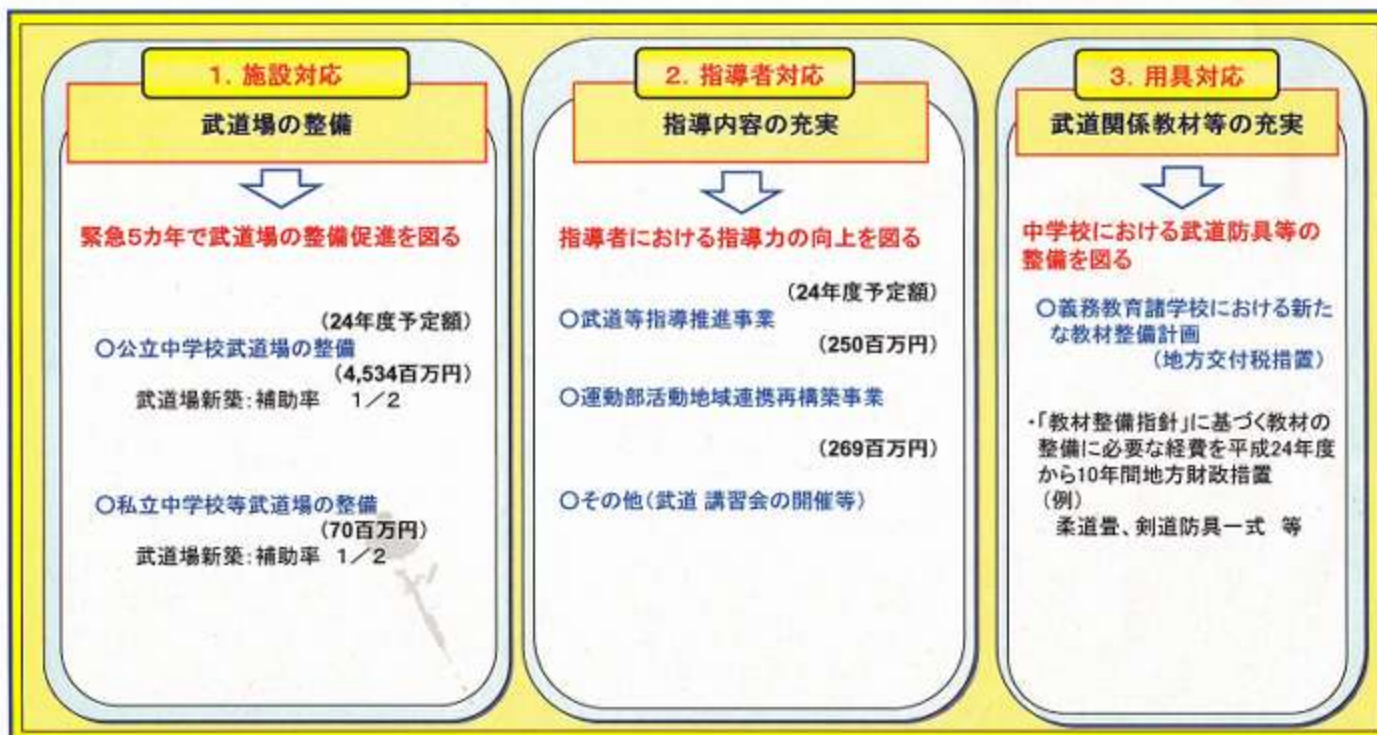 1. 施設対応
武道場の整備
緊急5カ年で武道場の整備促進を図る
(24年度予定額)
○公立中学校武道場の整備
(4,534百万円)
武道場新築:補助率 1/2
○私立中学校等武道場の整備
(70百万円)
武道場新築:補助率 1/2
2. 指導者対応
指導内容の充実
指導者における指導力の向上を図る
(24年度予定額)
○武道等指導推進事業
(250百万円)
○運動部活動地域連携再構築事業
(269百万円)
○その他(武道 講習会の開催等)
3. 用具対応
武道関係教材等の充実
中学校における武道防具等の
整備を図る
○義務教育諸学校における新た
な教材整備計画
(地方交付税措置)
・「教材整備指針」に基づく教材の
整備に必要な経費を平成24年度
から10年間地方財政措置
(例)
柔道畳、剣道防具一式 等